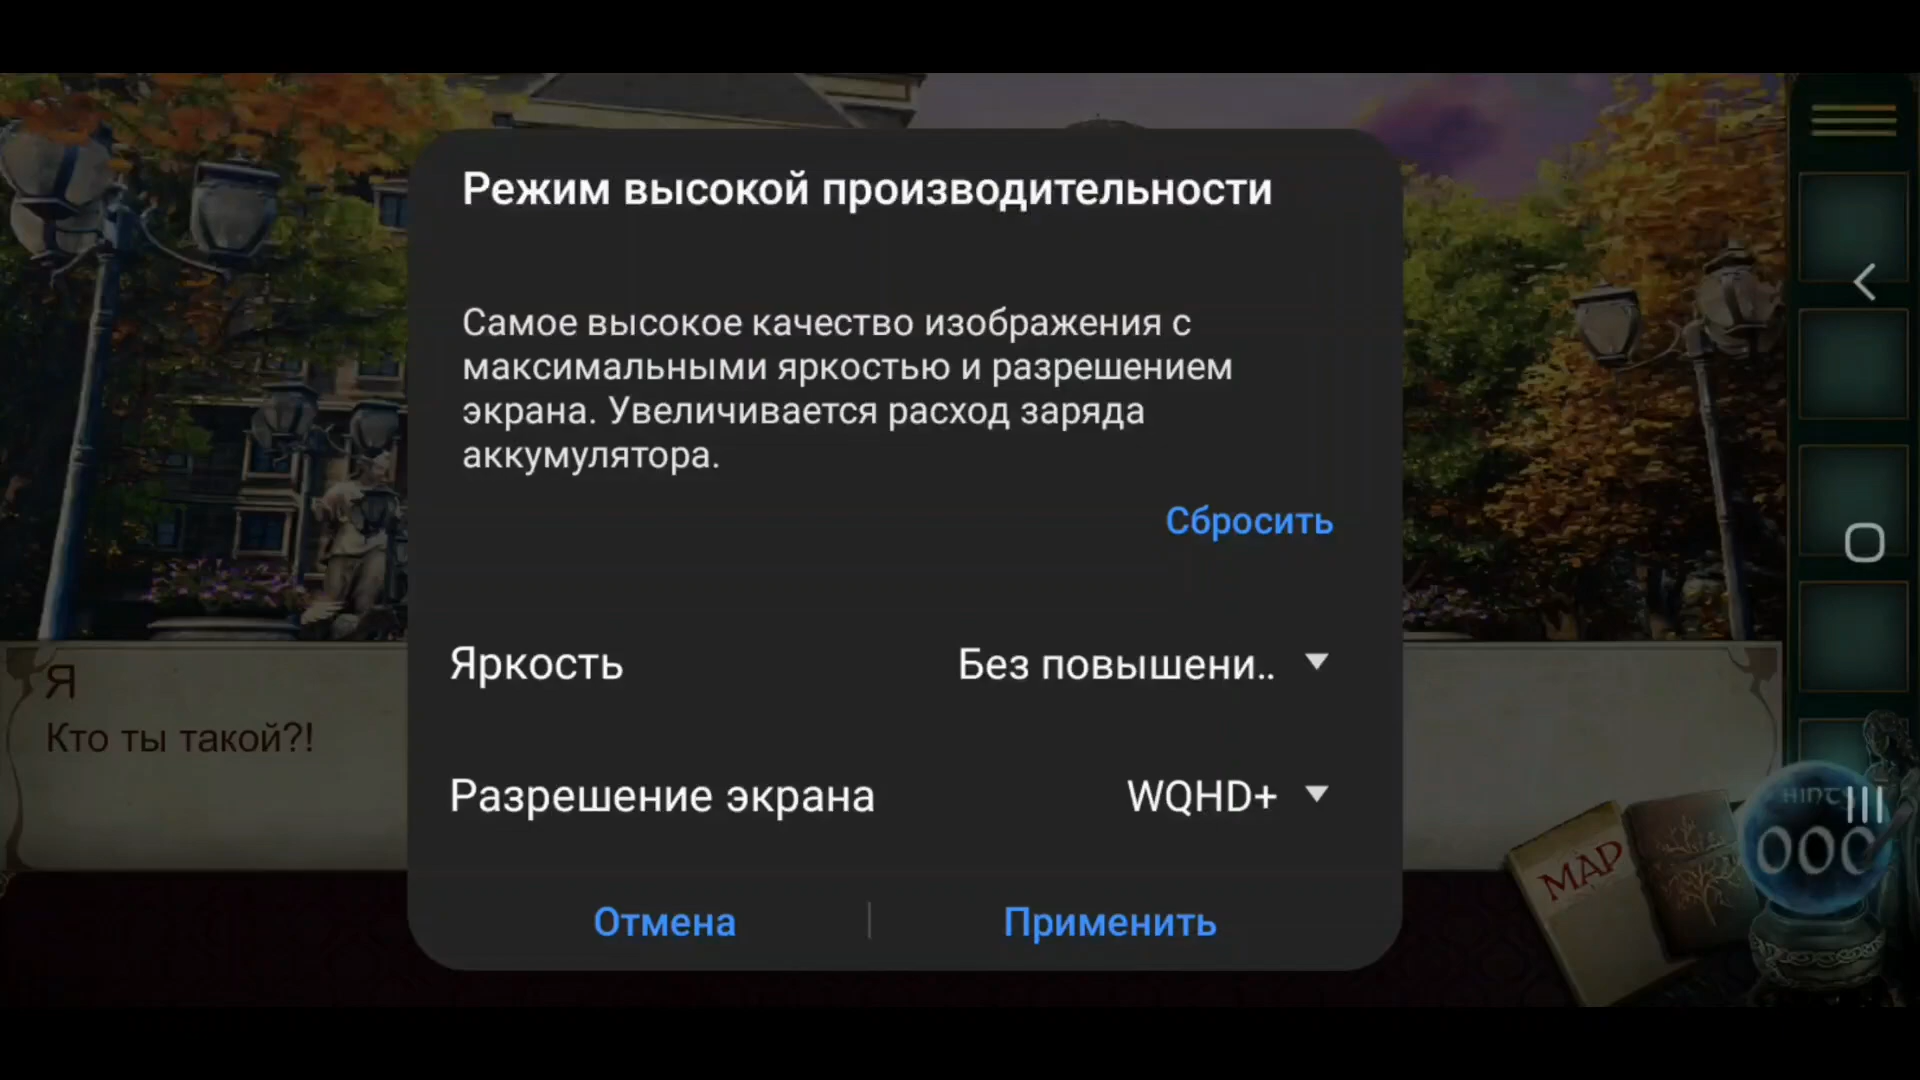 Режим высокой производительности
Самое высокое качество изображения с
максимальными яркостью и разрешением
экрана. Увеличивается расход заряда
аккумулятора.
Сбросить
Яркость Без повышени..
Разрешение экрана WQHD+
Отмена Применить
Я
Кто ты такой?!
MAP
HINT
000